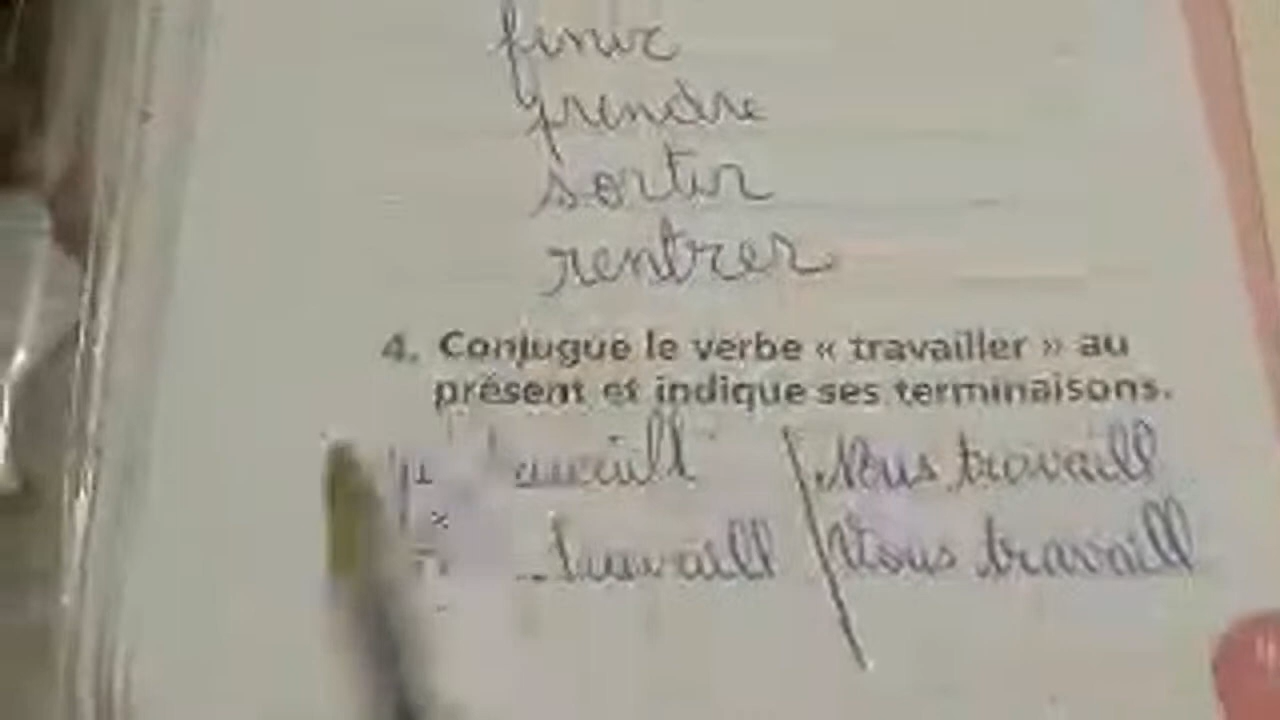 finir
prendre
sortir
rentrer
4. Conjugue le verbe « travailler » au
présent et indique ses terminaisons.
travaill Nous travaill
travaill Vous travaill